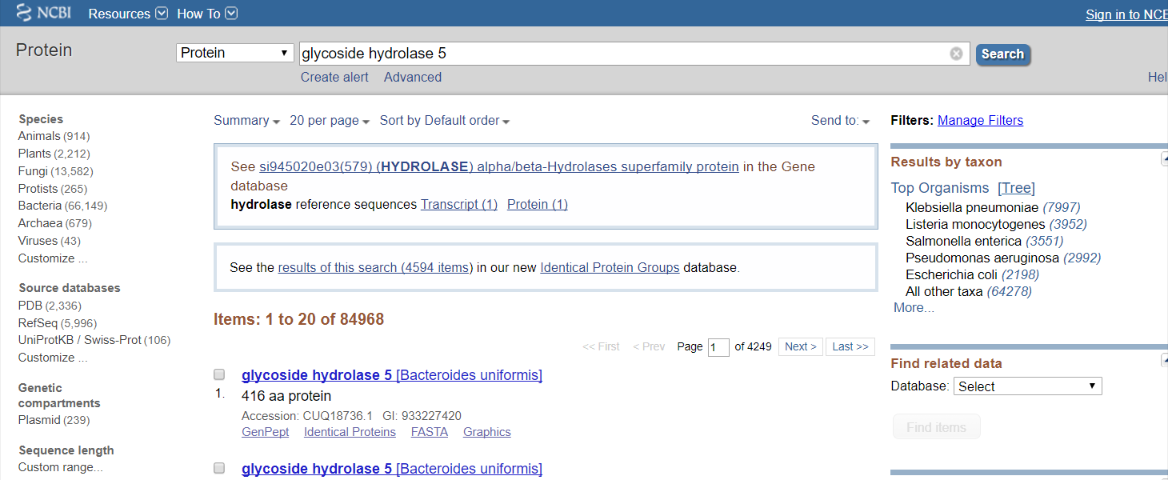 NCBI Resources How To Sign in to NCB
Protein Protein glycoside hydrolase 5 Search
Create alert Advanced Hel
Species
Animals (914)
Plants (2,212)
Fungi (13,582)
Protists (265)
Bacteria (66,149)
Archaea (679)
Viruses (43)
Customize ...
Source databases
PDB (2,336)
RefSeq (5,996)
UniProtKB / Swiss-Prot (106)
Customize ...
Genetic
compartments
Plasmid (239)
Sequence length
Custom range...
Summary 20 per page Sort by Default order Send to:
See si945020e03(579) (HYDROLASE) alpha/beta-Hydrolases superfamily protein in the Gene
database
hydrolase reference sequences Transcript (1) Protein (1)
See the results of this search (4594 items) in our new Identical Protein Groups database.
Items: 1 to 20 of 84968
<< First < Prev Page 1 of 4249 Next > Last >>
glycoside hydrolase 5 [Bacteroides uniformis]
1. 416 aa protein
Accession: CUQ18736.1 GI: 933227420
GenPept Identical Proteins FASTA Graphics
glycoside hydrolase 5 [Bacteroides uniformis]
Filters: Manage Filters
Results by taxon
Top Organisms [Tree]
Klebsiella pneumoniae (7997)
Listeria monocytogenes (3952)
Salmonella enterica (3551)
Pseudomonas aeruginosa (2992)
Escherichia coli (2198)
All other taxa (64278)
More...
Find related data
Database: Select
Find items